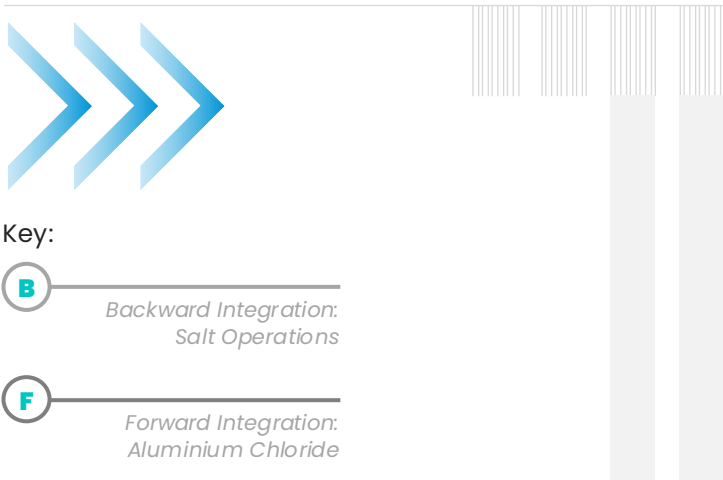 Key:
B
Backward Integration:
Salt Operations
F
Forward Integration:
Aluminium Chloride